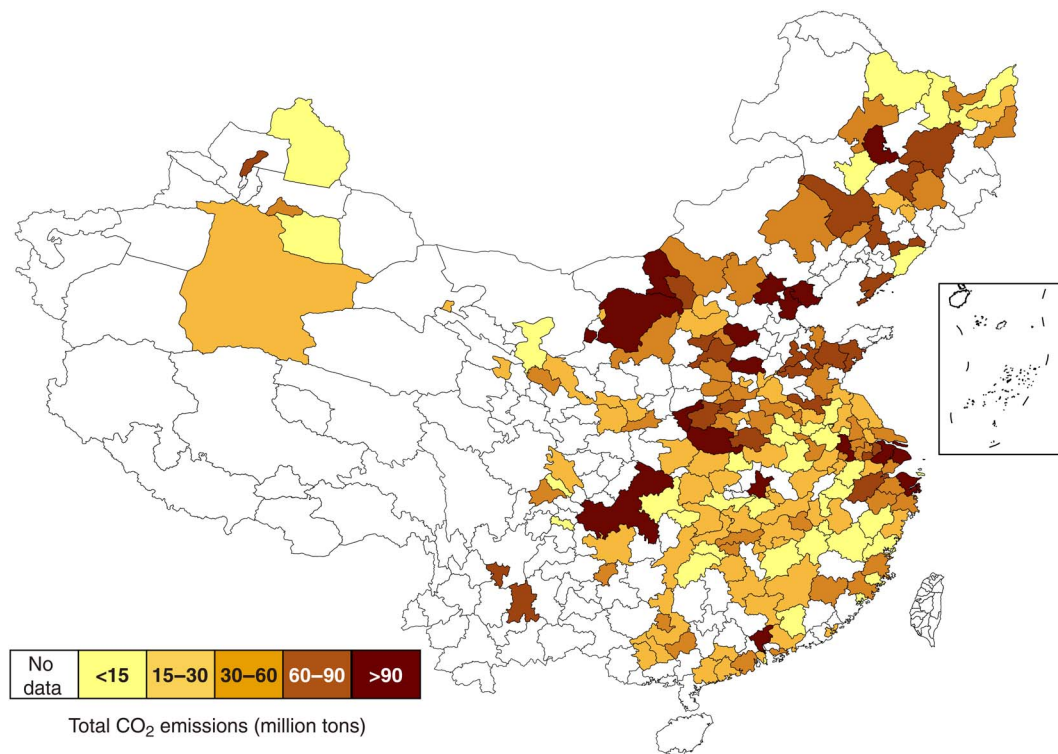 No
data
<15
15–30
30–60
60–90
>90
Total CO₂ emissions (million tons)